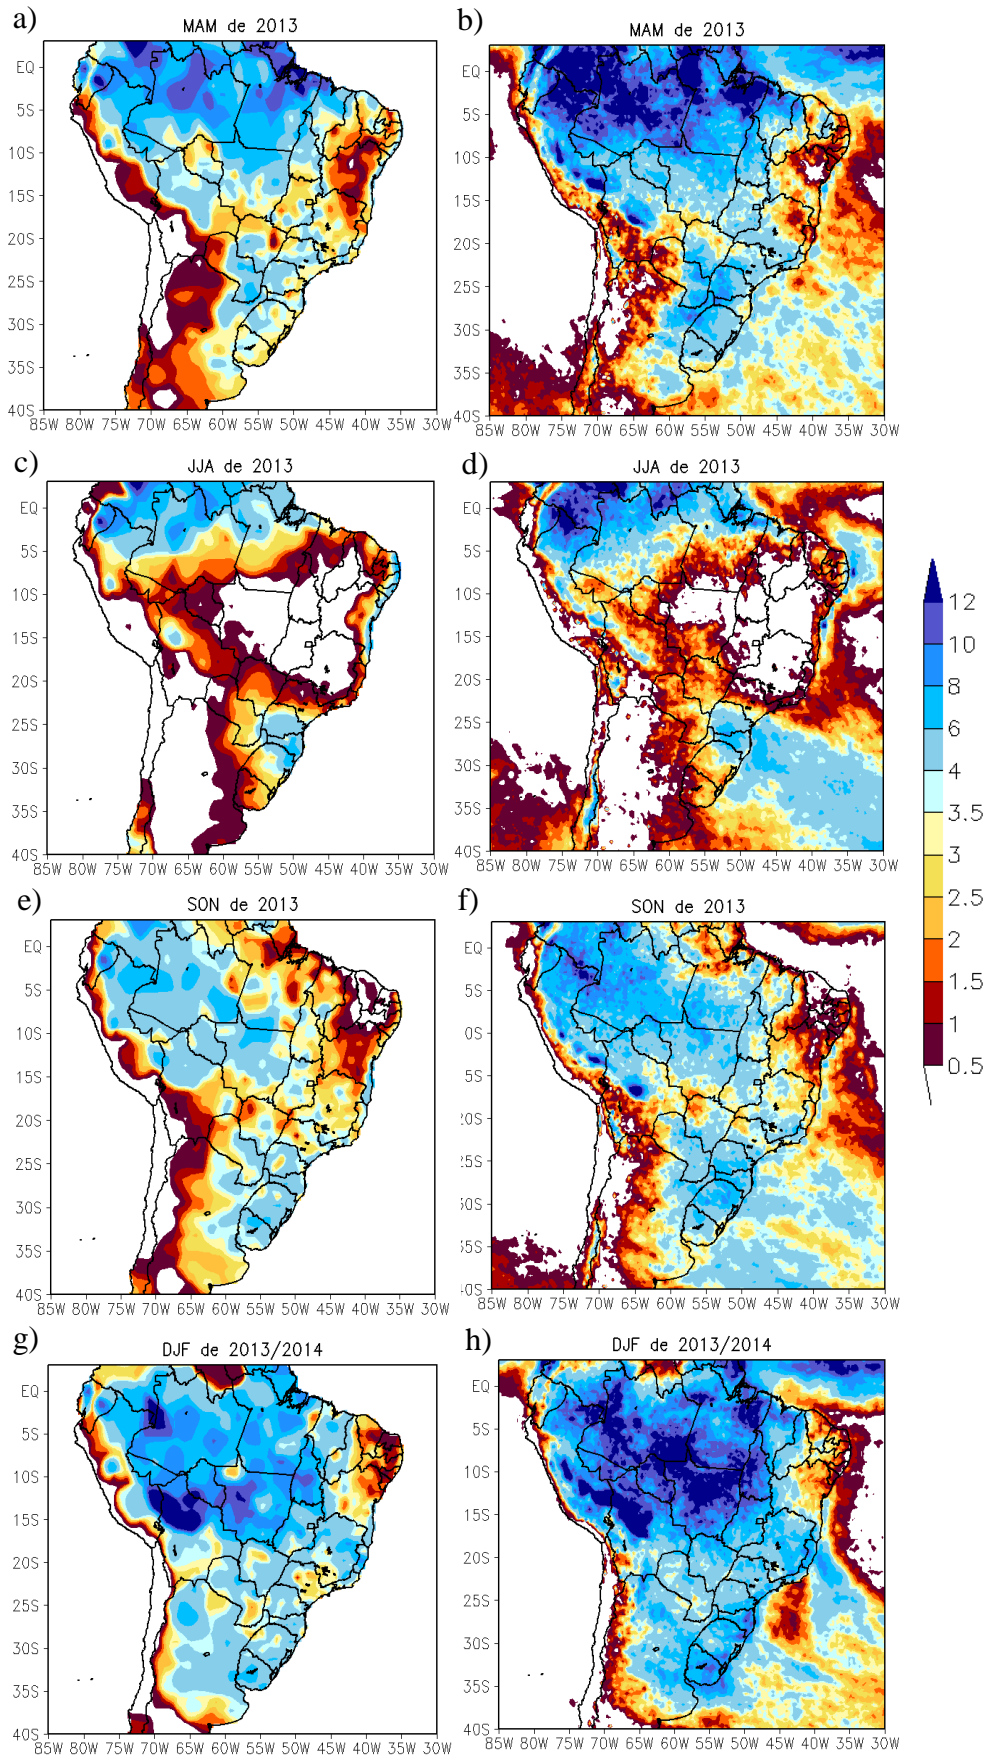 a)
MAM de 2013
EQ
5S
10S
15S
20S
25S
30S
35S
40S
85W 80W 75W 70W 65W 60W 55W 50W 45W 40W 35W 30W
b)
MAM de 2013
EQ
5S
10S
15S
20S
25S
30S
35S
40S
85W 80W 75W 70W 65W 60W 55W 50W 45W 40W 35W 30W
c)
JJA de 2013
EQ
5S
10S
15S
20S
25S
30S
35S
40S
85W 80W 75W 70W 65W 60W 55W 50W 45W 40W 35W 30W
d)
JJA de 2013
EQ
5S
10S
15S
20S
25S
30S
35S
40S
85W 80W 75W 70W 65W 60W 55W 50W 45W 40W 35W 30W
12
10
8
6
4
3.5
3
2.5
2
1.5
1
0.5
e)
SON de 2013
EQ
5S
10S
15S
20S
25S
30S
35S
40S
85W 80W 75W 70W 65W 60W 55W 50W 45W 40W 35W 30W
f)
SON de 2013
EQ
5S
0S
5S
20S
25S
30S
35S
40S
85W 80W 75W 70W 65W 60W 55W 50W 45W 40W 35W 30W
g)
DJF de 2013/2014
EQ
5S
10S
15S
20S
25S
30S
35S
40S
85W 80W 75W 70W 65W 60W 55W 50W 45W 40W 35W 30W
h)
DJF de 2013/2014
EQ
5S
10S
15S
20S
25S
30S
35S
40S
85W 80W 75W 70W 65W 60W 55W 50W 45W 40W 35W 30W